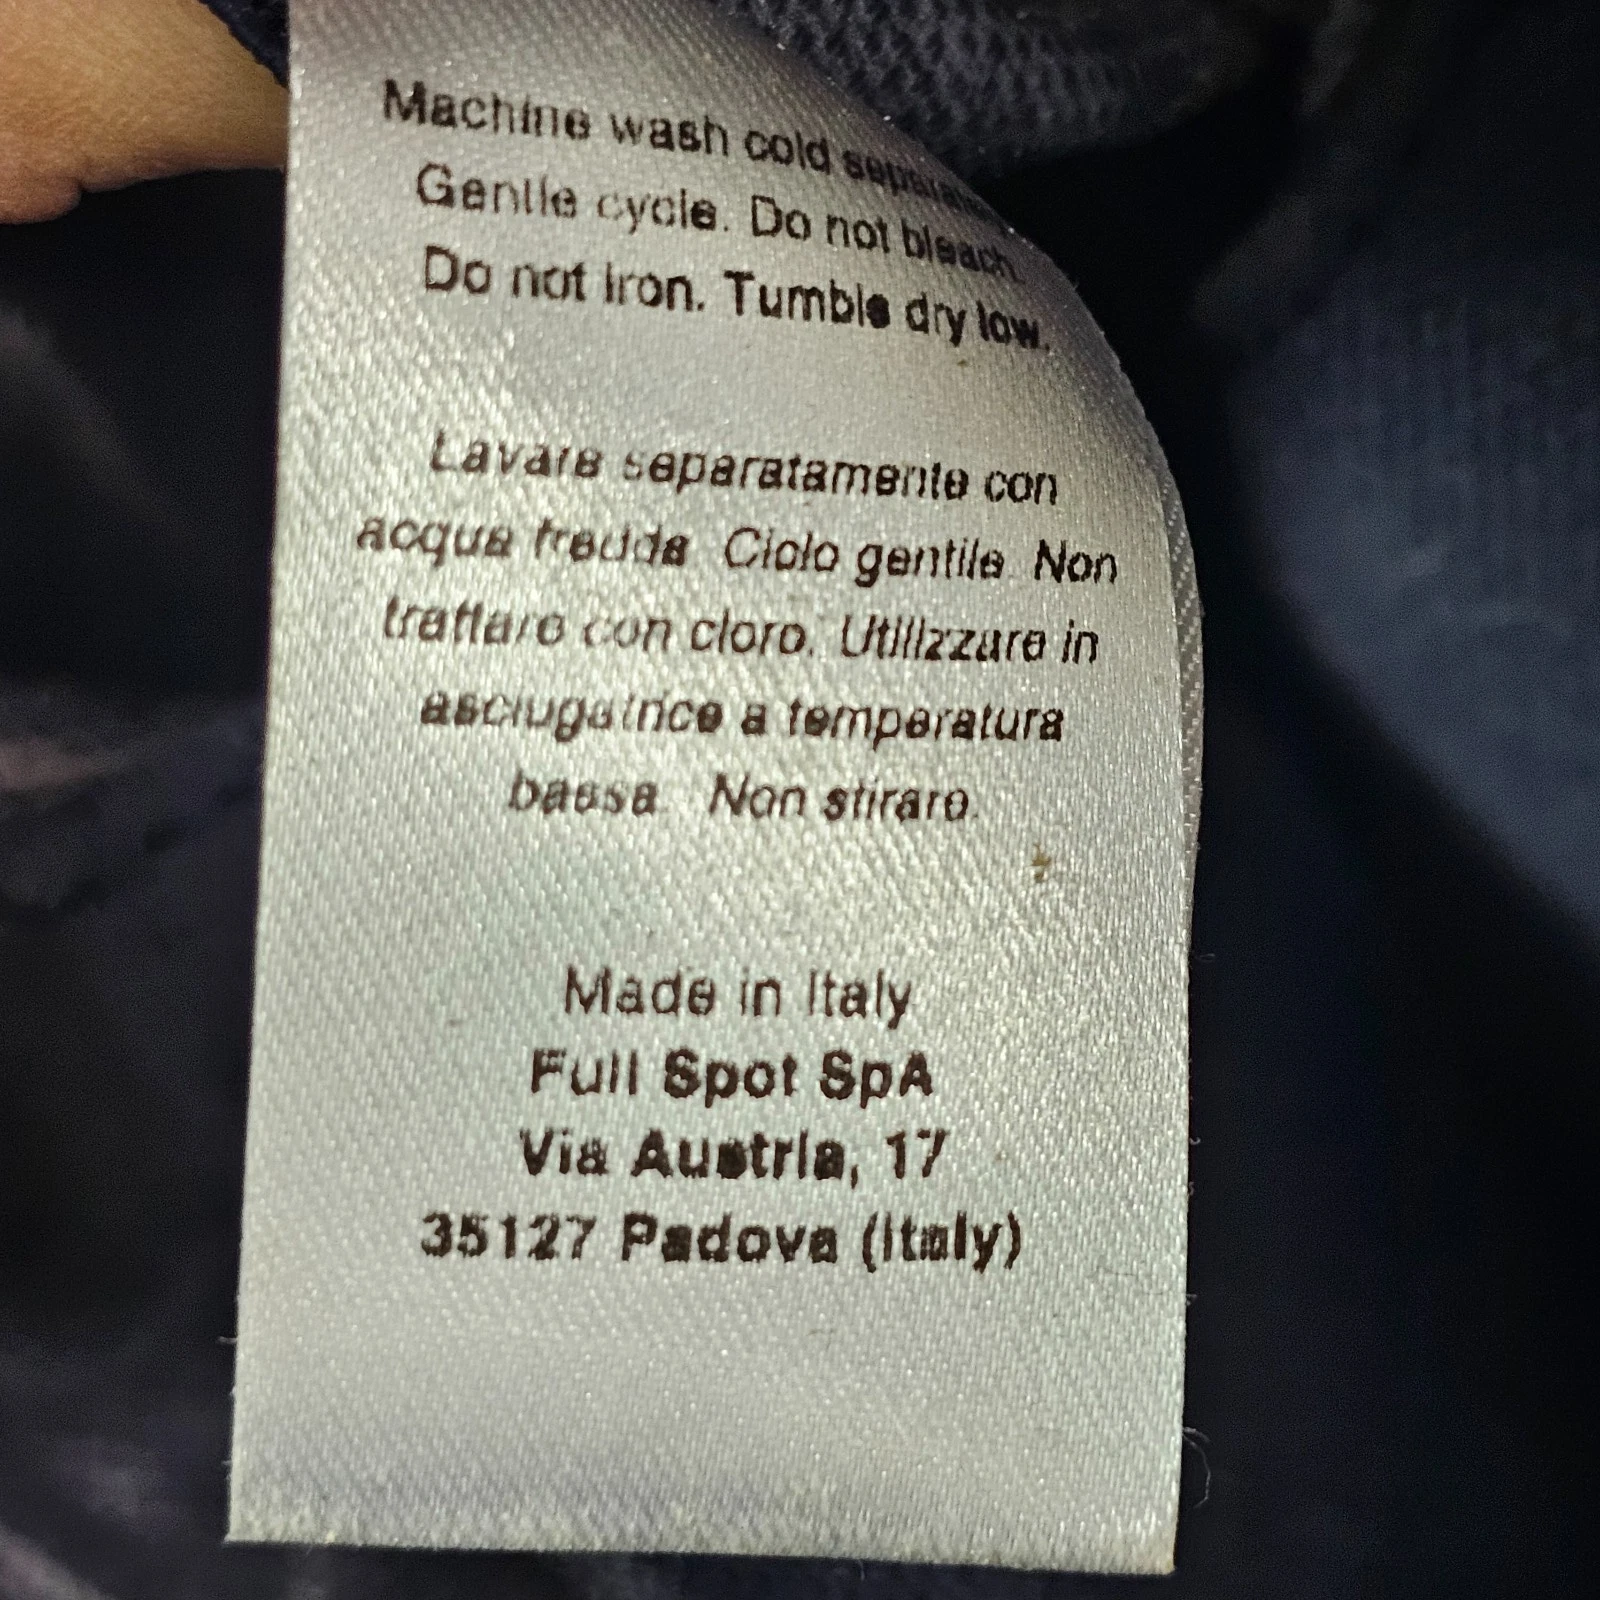 Machine wash cold separately.
Gentle cycle. Do not bleach.
Do not iron. Tumble dry low.
Lavare separatamente con
acqua fredda. Ciclo gentile. Non
trattare con cloro. Utilizzare in
asciugatrice a temperatura
bassa. Non stirare.
Made in Italy
Full Spot SpA
Via Austria, 17
35127 Padova (Italy)